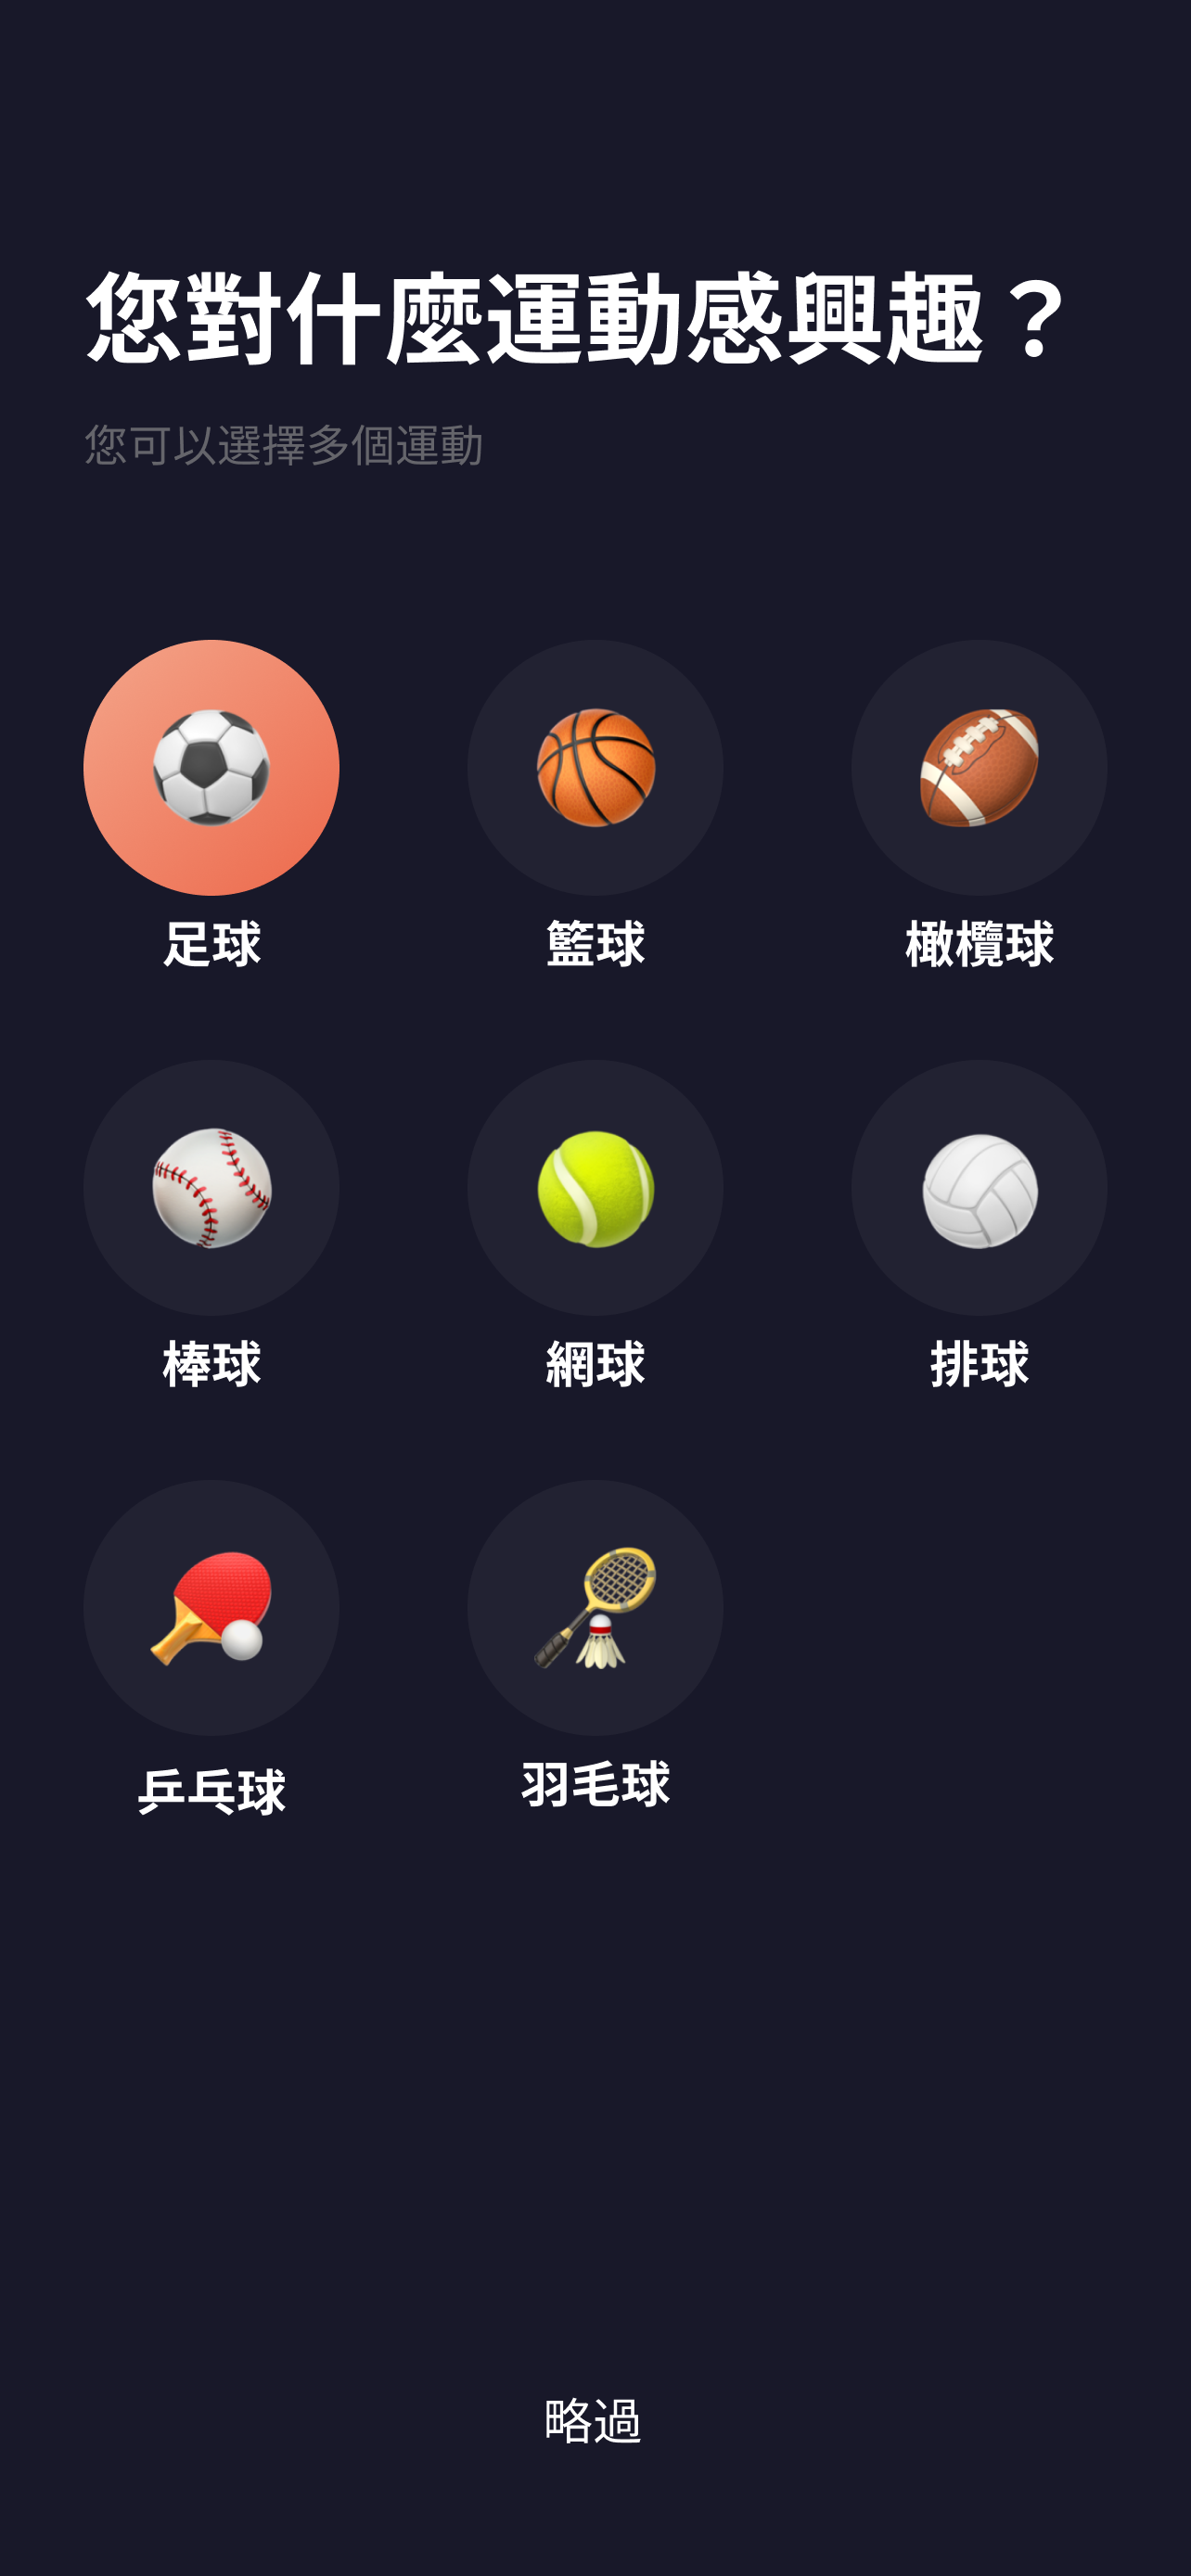 您對什麼運動感興趣？
您可以選擇多個運動
足球
籃球
橄欖球
棒球
網球
排球
乒乓球
羽毛球
略過